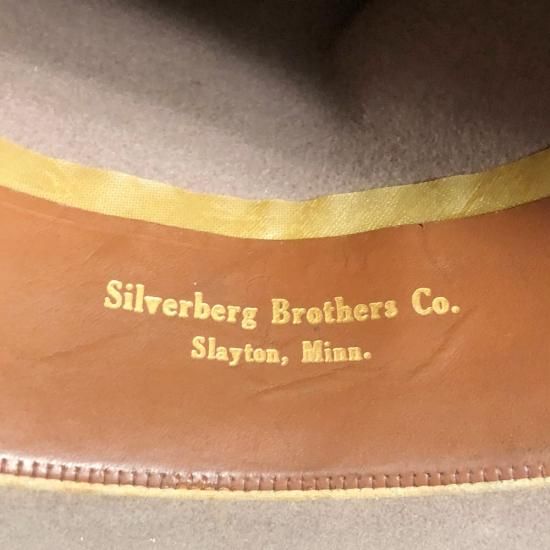 Silverberg Brothers Co.
Slayton, Minn.